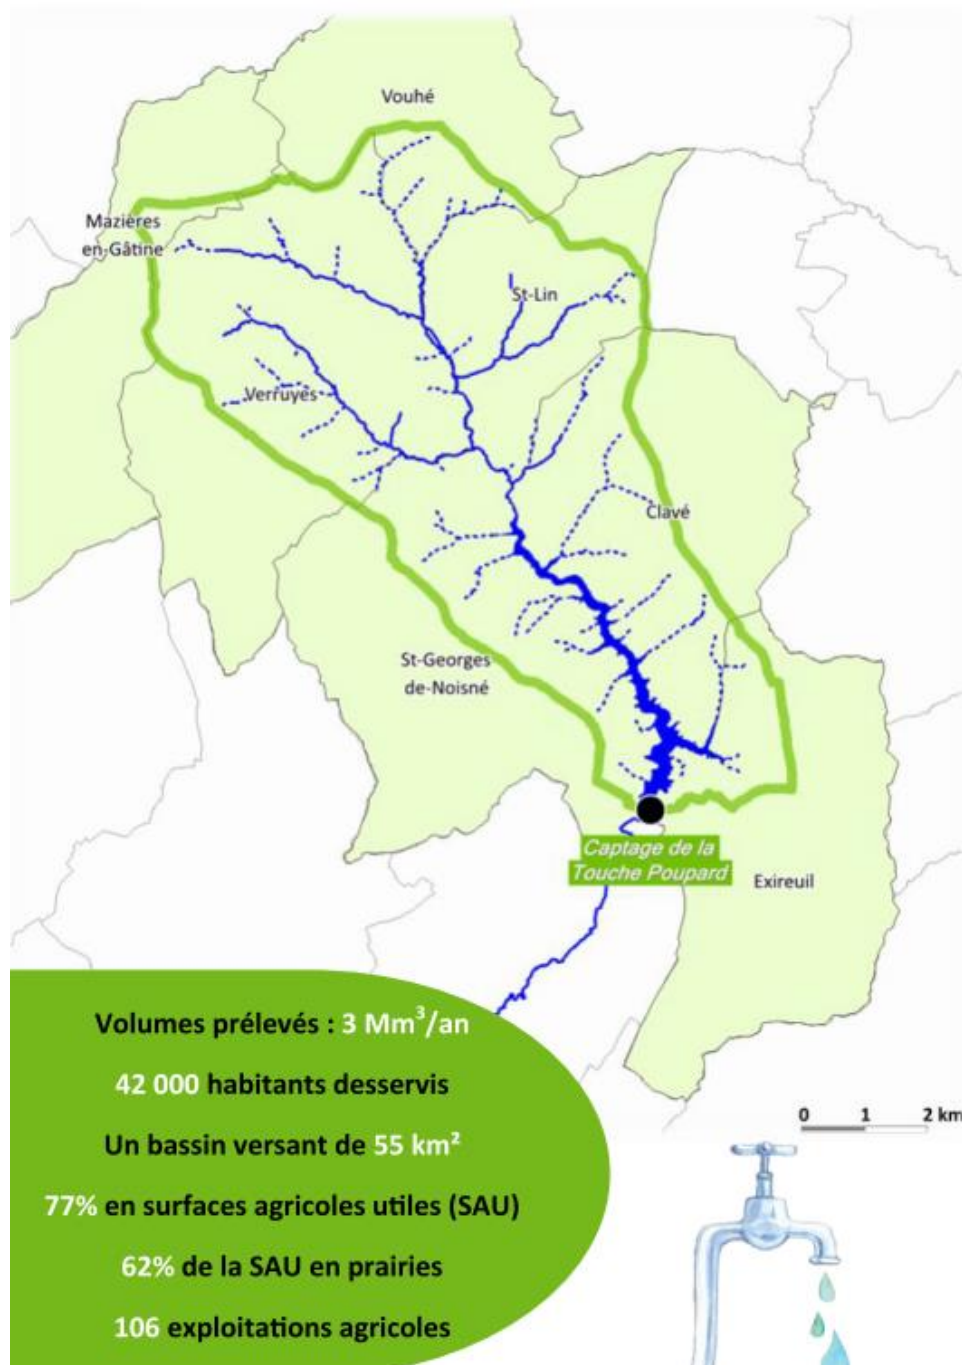 Vouhé
Mazières
en-Gâtine
St-Lin
Verruyes
Clavé
St-Georges
de-Noisné
Captage de la
Touche Poupard
Exireuil
Volumes prélevés : 3 Mm³/an
42 000 habitants desservis
Un bassin versant de 55 km²
77% en surfaces agricoles utiles (SAU)
62% de la SAU en prairies
106 exploitations agricoles
0 1 2 km